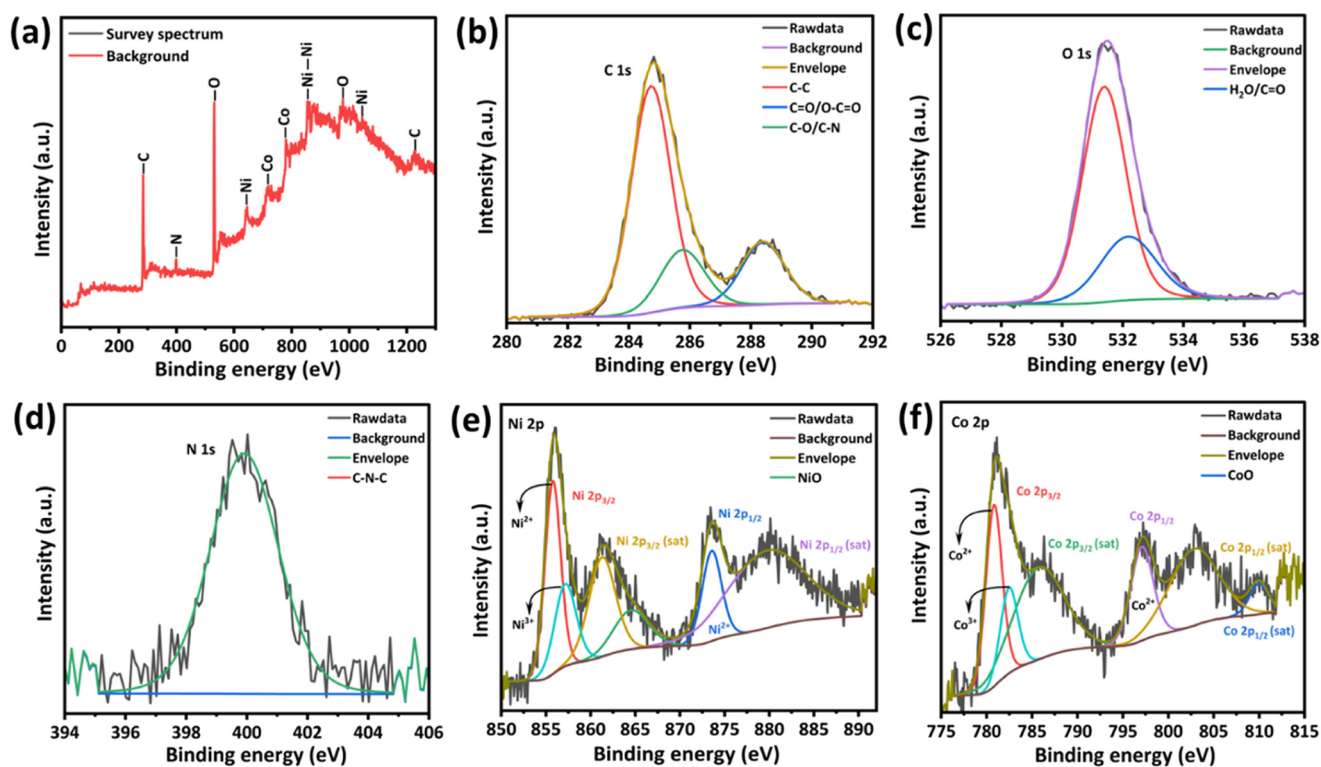 (a)
Survey spectrum
Background
C
N
O
Ni
Co
Co
Ni—Ni
O
Ni
C
Intensity (a.u.)
0 200 400 600 800 1000 1200
Binding energy (eV)
(b)
C 1s
Rawdata
Background
Envelope
C-C
C=O/O-C=O
C-O/C-N
Intensity (a.u.)
280 282 284 286 288 290 292
Binding energy (eV)
(c)
O 1s
Rawdata
Background
Envelope
H₂O/C=O
Intensity (a.u.)
526 528 530 532 534 536 538
Binding energy (eV)
(d)
N 1s
Rawdata
Background
Envelope
C-N-C
Intensity (a.u.)
394 396 398 400 402 404 406
Binding energy (eV)
(e)
Ni 2p
Rawdata
Background
Envelope
NiO
Ni 2p₃/₂
Ni²⁺
Ni 2p₃/₂ (sat)
Ni 2p₁/₂
Ni 2p₁/₂ (sat)
Ni³⁺
Ni²⁺
Intensity (a.u.)
850 855 860 865 870 875 880 885 890
Binding energy (eV)
(f)
Co 2p
Rawdata
Background
Envelope
CoO
Co 2p₃/₂
Co²⁺
Co 2p₃/₂ (sat)
Co 2p₁/₂
Co 2p₁/₂ (sat)
Co³⁺
Co²⁺
Co 2p₁/₂ (sat)
Intensity (a.u.)
775 780 785 790 795 800 805 810 815
Binding energy (eV)